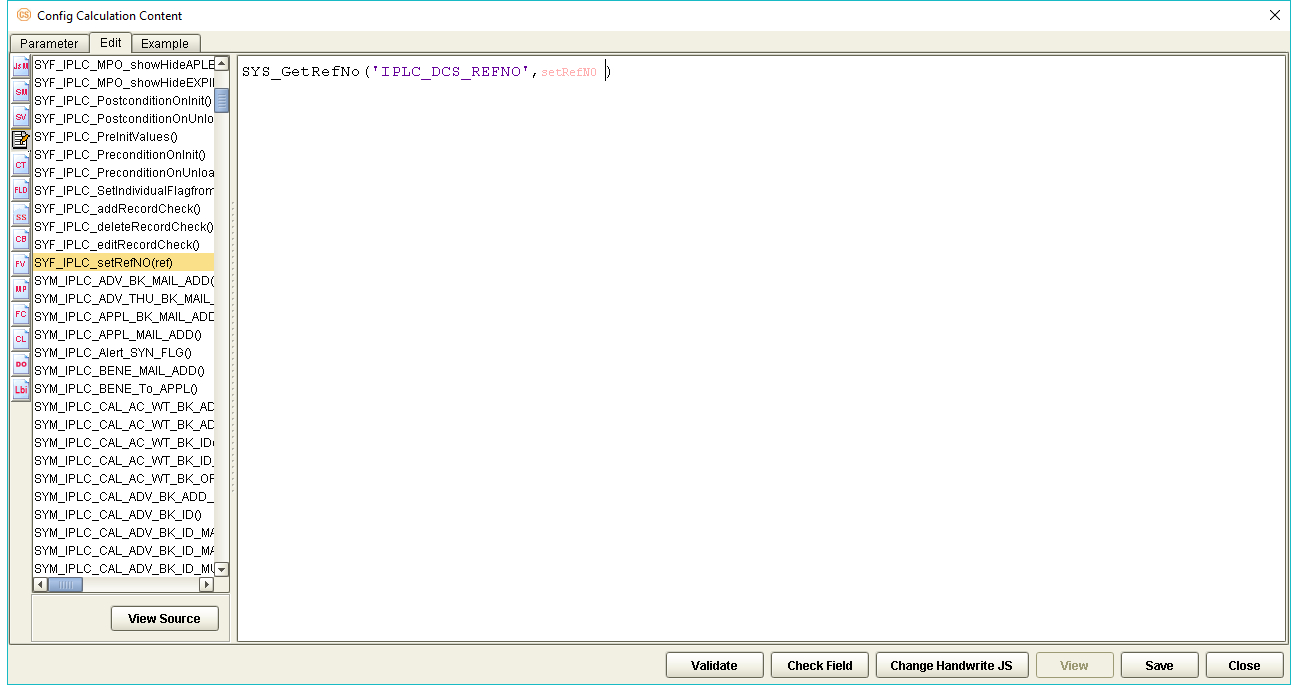 Config Calculation Content
Parameter Edit Example
JsM
SM
SV
CT
FLD
SS
CB
FV
MP
FC
CL
DO
Lbi
SYF_IPLC_MPO_showHideAPLE
SYF_IPLC_MPO_showHideEXPII
SYF_IPLC_PostconditionOnInit()
SYF_IPLC_PostconditionOnUnlo
SYF_IPLC_PreInitValues()
SYF_IPLC_PreconditionOnInit()
SYF_IPLC_PreconditionOnUnloa
SYF_IPLC_SetIndividualFlagfrom
SYF_IPLC_addRecordCheck()
SYF_IPLC_deleteRecordCheck()
SYF_IPLC_editRecordCheck()
SYF_IPLC_setRefNO(ref)
SYM_IPLC_ADV_BK_MAIL_ADD(
SYM_IPLC_ADV_THU_BK_MAIL_
SYM_IPLC_APPL_BK_MAIL_ADD
SYM_IPLC_APPL_MAIL_ADD()
SYM_IPLC_Alert_SYN_FLG()
SYM_IPLC_BENE_MAIL_ADD()
SYM_IPLC_BENE_To_APPL()
SYM_IPLC_CAL_AC_WT_BK_AD
SYM_IPLC_CAL_AC_WT_BK_AD
SYM_IPLC_CAL_AC_WT_BK_ID(
SYM_IPLC_CAL_AC_WT_BK_ID_
SYM_IPLC_CAL_AC_WT_BK_OF
SYM_IPLC_CAL_ADV_BK_ADD_
SYM_IPLC_CAL_ADV_BK_ID()
SYM_IPLC_CAL_ADV_BK_ID_MA
SYM_IPLC_CAL_ADV_BK_ID_MA
SYM_IPLC_CAL_ADV_BK_ID_MU
View Source
SYS_GetRefNo('IPLC_DCS_REFNO',setRefNO )
Validate Check Field Change Handwrite JS View Save Close